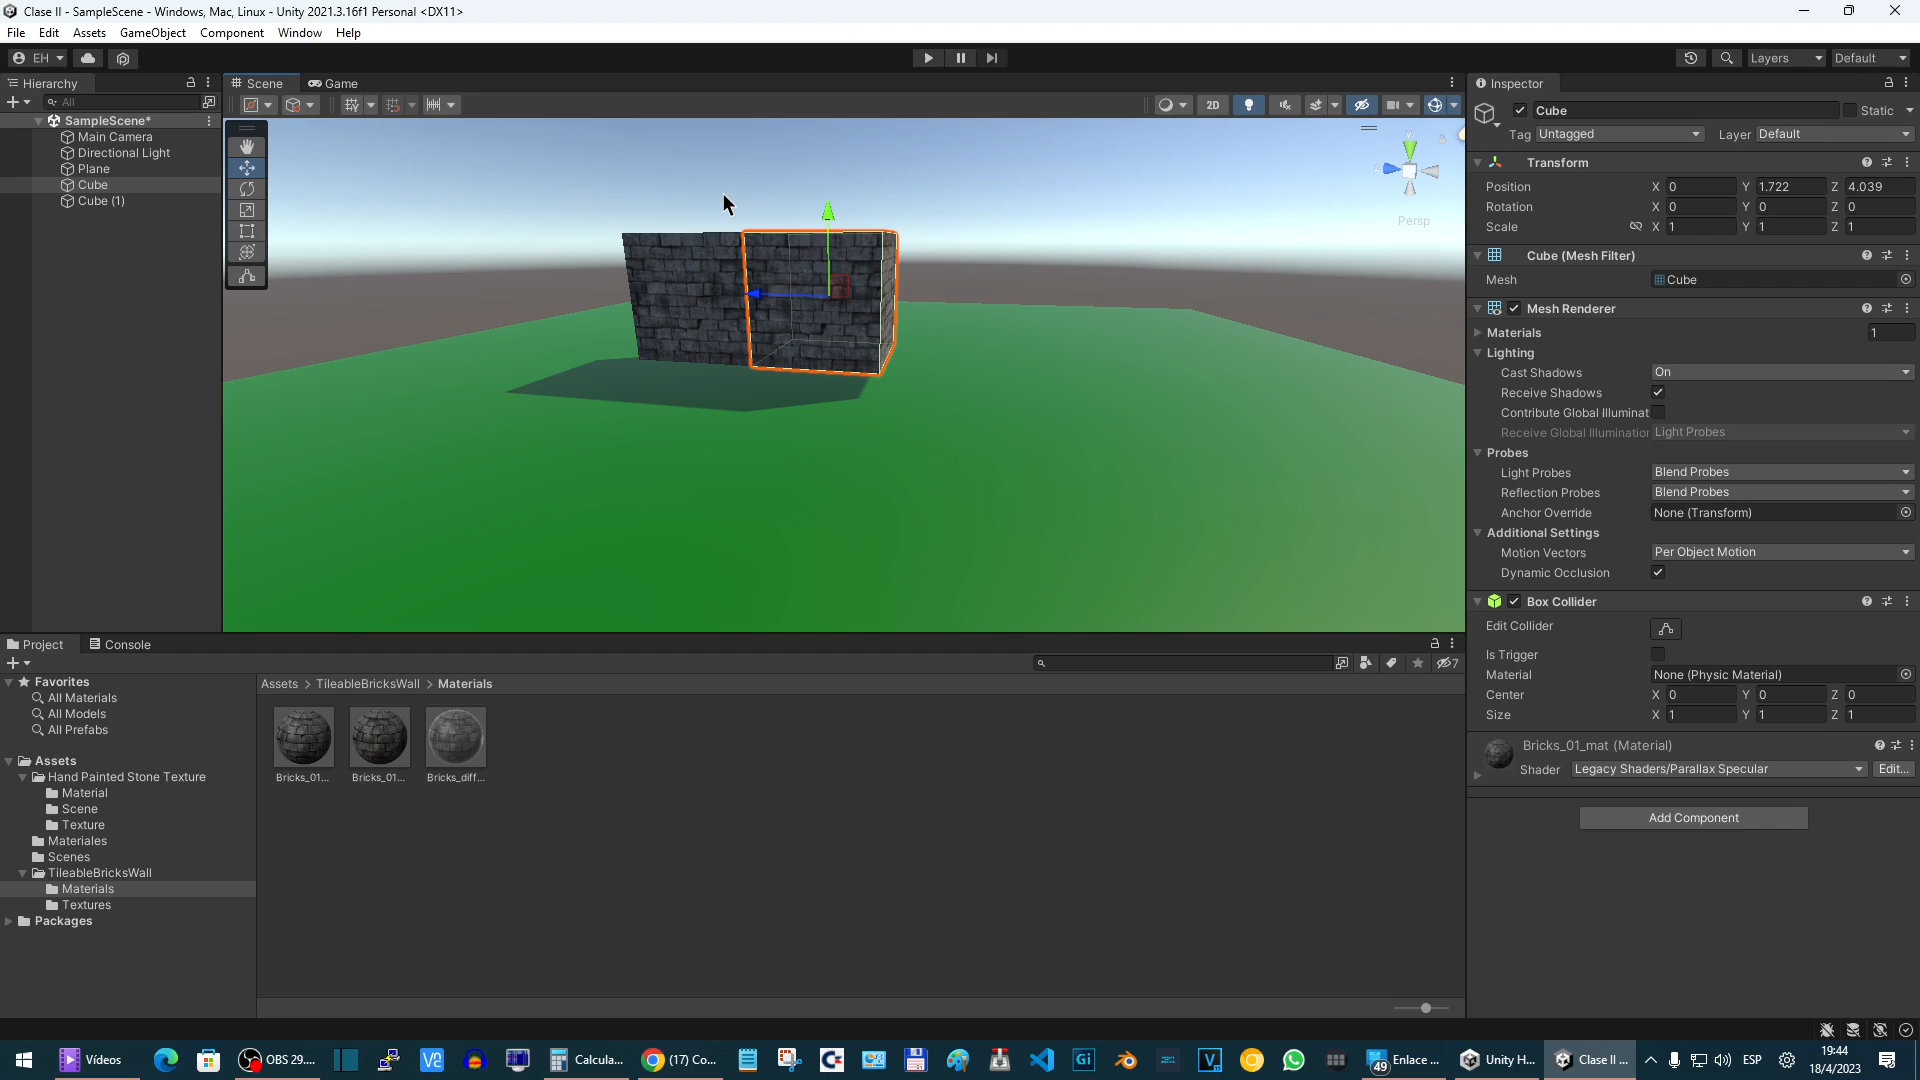 Clase II - SampleScene - Windows, Mac, Linux - Unity 2021.3.16f1 Personal <DX11>
File Edit Assets GameObject Component Window Help
EH Layers Default
Hierarchy
All
SampleScene*
Main Camera
Directional Light
Plane
Cube
Cube (1)
Scene Game
2D
y
Persp
Inspector
Cube Static
Tag Untagged Layer Default
Transform
Position X 0 Y 1.722 Z 4.039
Rotation X 0 Y 0 Z 0
Scale X 1 Y 1 Z 1
Cube (Mesh Filter)
Mesh Cube
Mesh Renderer
Materials 1
Lighting
Cast Shadows On
Receive Shadows
Contribute Global Illuminat
Receive Global Illumination Light Probes
Probes
Light Probes Blend Probes
Reflection Probes Blend Probes
Anchor Override None (Transform)
Additional Settings
Motion Vectors Per Object Motion
Dynamic Occlusion
Box Collider
Edit Collider
Is Trigger
Material None (Physic Material)
Center X 0 Y 0 Z 0
Size X 1 Y 1 Z 1
Bricks_01_mat (Material)
Shader Legacy Shaders/Parallax Specular Edit...
Add Component
Project Console
7
Favorites
All Materials
All Models
All Prefabs
Assets
Hand Painted Stone Texture
Material
Scene
Texture
Materiales
Scenes
TileableBricksWall
Materials
Textures
Packages
Assets > TileableBricksWall > Materials
Bricks_01... Bricks_01... Bricks_diff...
Vídeos OBS 29.... Calcula... (17) Co... Enlace ... 49 Unity H... Clase II ... ESP
19:44
18/4/2023